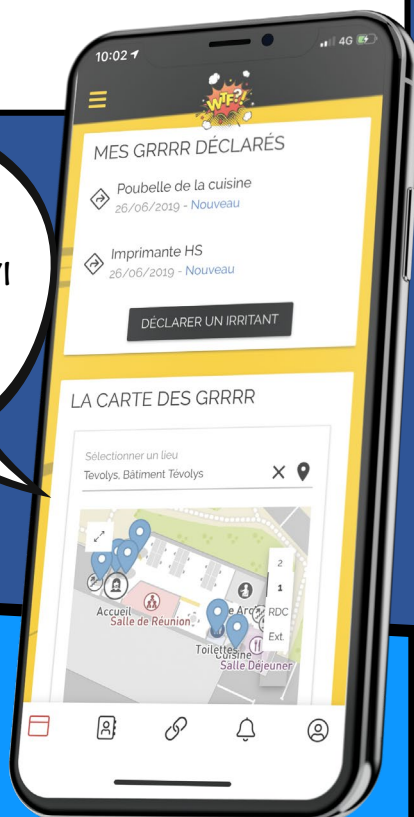 10:02
4G
WTF?!
MES GRRRR DÉCLARÉS
Poubelle de la cuisine
26/06/2019 - Nouveau
Imprimante HS
26/06/2019 - Nouveau
DÉCLARER UN IRRITANT
LA CARTE DES GRRRR
Sélectionner un lieu
Tevolys, Bâtiment Tévolys
2
1
RDC
Ext.
Accueil
Salle de Réunion
Toilettes
Cuisine
Salle Déjeuner